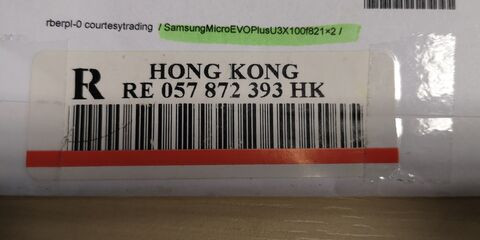 rberpl-0 courtesytrading / SamsungMicroEVOPlusU3X100f821×2 /
R
HONG KONG
RE 057 872 393 HK